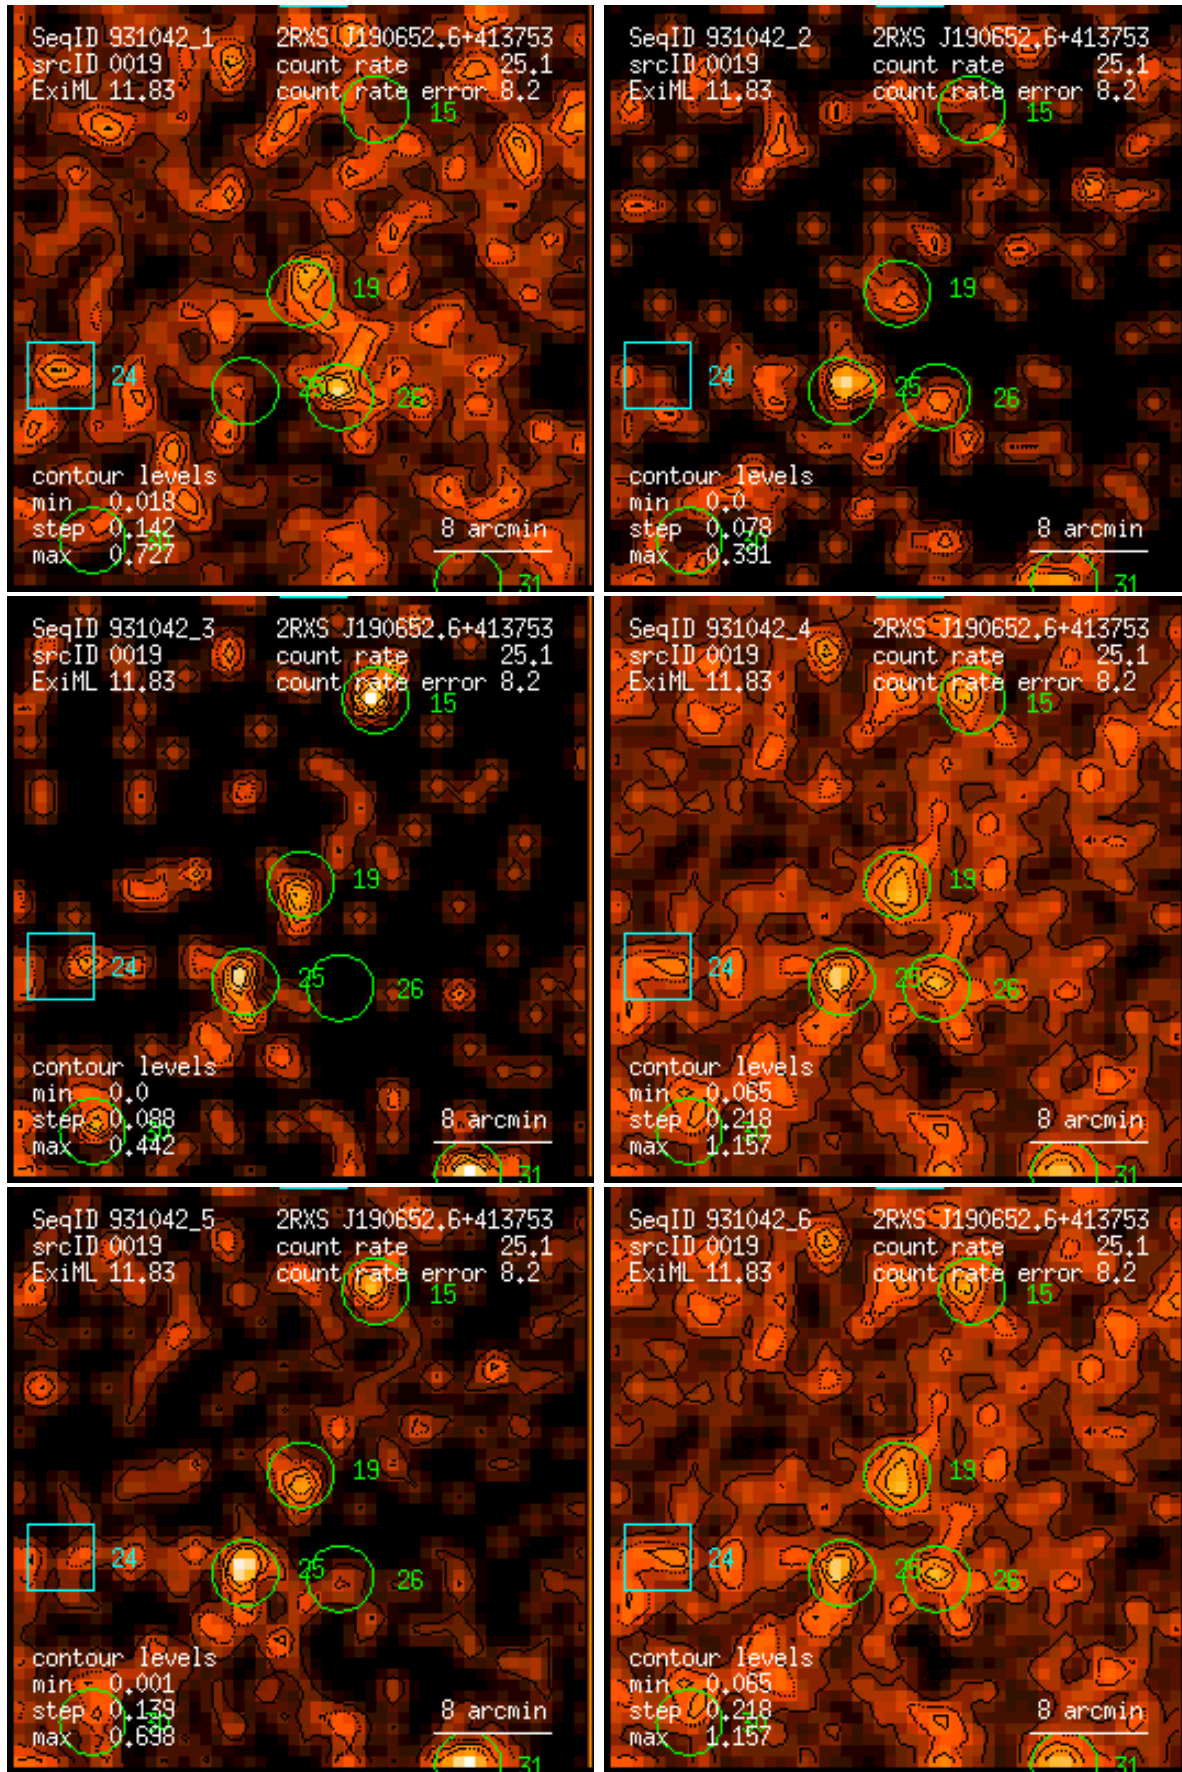 SeqID 931042_1 2RXS J190652.6+413753
srcID 0019 count rate 25.1
ExiML 11.83 count rate error 8.2
15
19
24
25
26
contour levels
min 0.018
step 0.142
max 0.727
30
8 arcmin
31
SeqID 931042_2 2RXS J190652.6+413753
srcID 0019 count rate 25.1
ExiML 11.83 count rate error 8.2
15
19
24
25
26
contour levels
min 0.0
step 0.078
max 0.391
30
8 arcmin
31
SeqID 931042_3 2RXS J190652.6+413753
srcID 0019 count rate 25.1
ExiML 11.83 count rate error 8.2
15
19
24
25
26
contour levels
min 0.0
step 0.088
max 0.442
30
8 arcmin
31
SeqID 931042_4 2RXS J190652.6+413753
srcID 0019 count rate 25.1
ExiML 11.83 count rate error 8.2
15
19
24
25
26
contour levels
min 0.065
step 0.218
max 1.157
30
8 arcmin
31
SeqID 931042_5 2RXS J190652.6+413753
srcID 0019 count rate 25.1
ExiML 11.83 count rate error 8.2
15
19
24
25
26
contour levels
min 0.001
step 0.139
max 0.698
30
8 arcmin
31
SeqID 931042_6 2RXS J190652.6+413753
srcID 0019 count rate 25.1
ExiML 11.83 count rate error 8.2
15
19
24
25
26
contour levels
min 0.065
step 0.218
max 1.157
30
8 arcmin
31